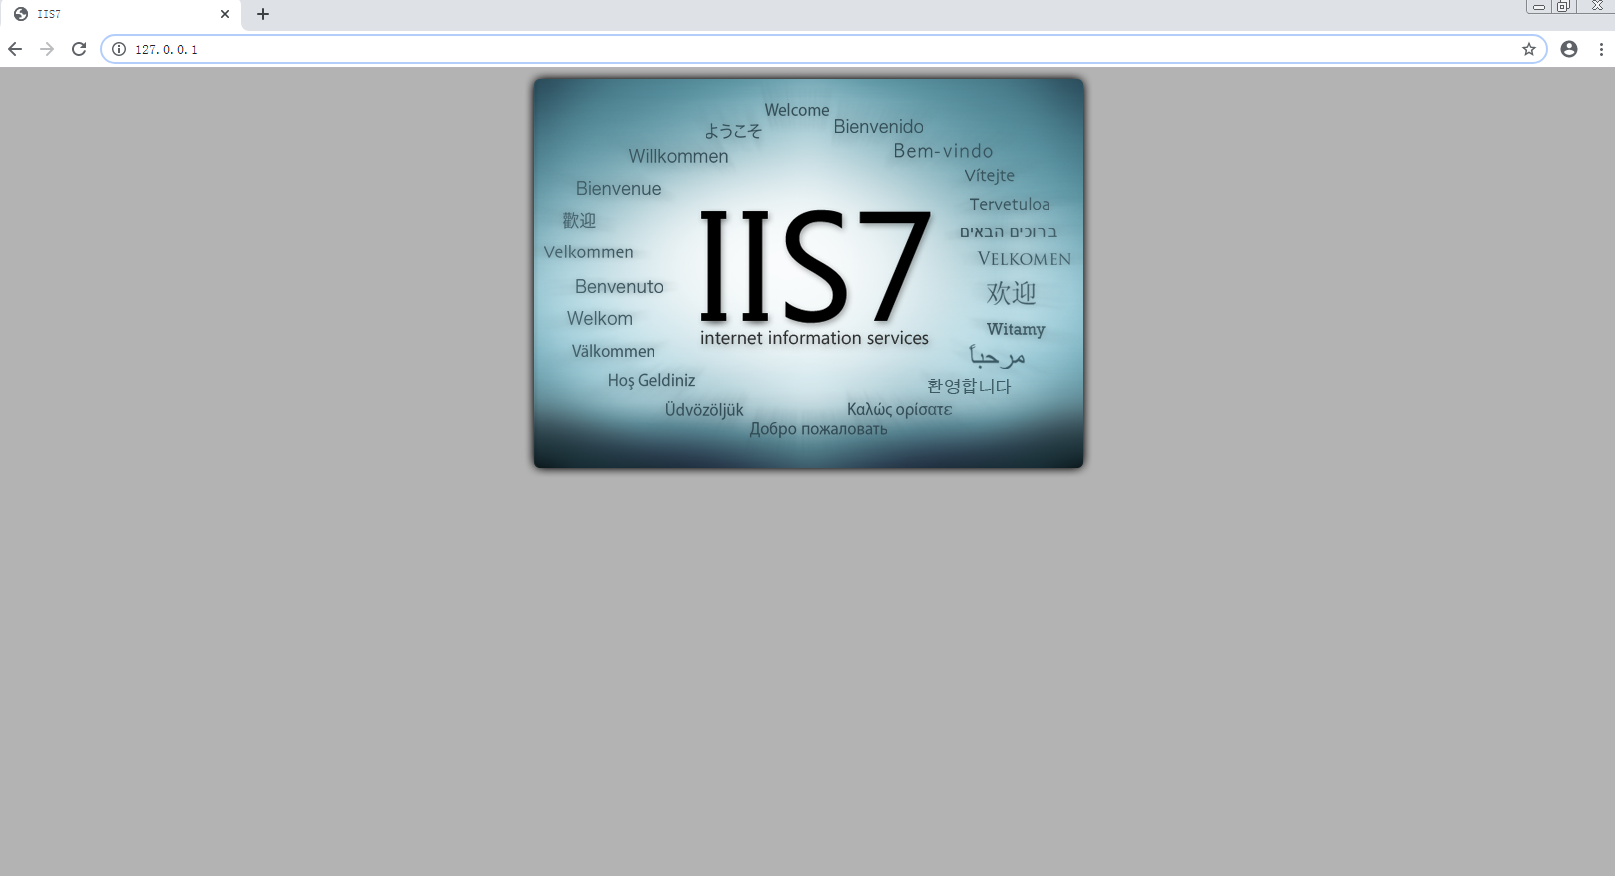 IIS7
127.0.0.1
Welcome
ようこそ
Bienvenido
Willkommen
Bem-vindo
Vítejte
Bienvenue
Tervetuloa
歡迎
ברוכים הבאים
Velkommen
VELKOMEN
IIS7
internet information services
Benvenuto
欢迎
Welkom
Witamy
Välkommen
مرحباً
Hoş Geldiniz
환영합니다
Üdvözöljük
Καλώς ορίσατε
Добро пожаловать